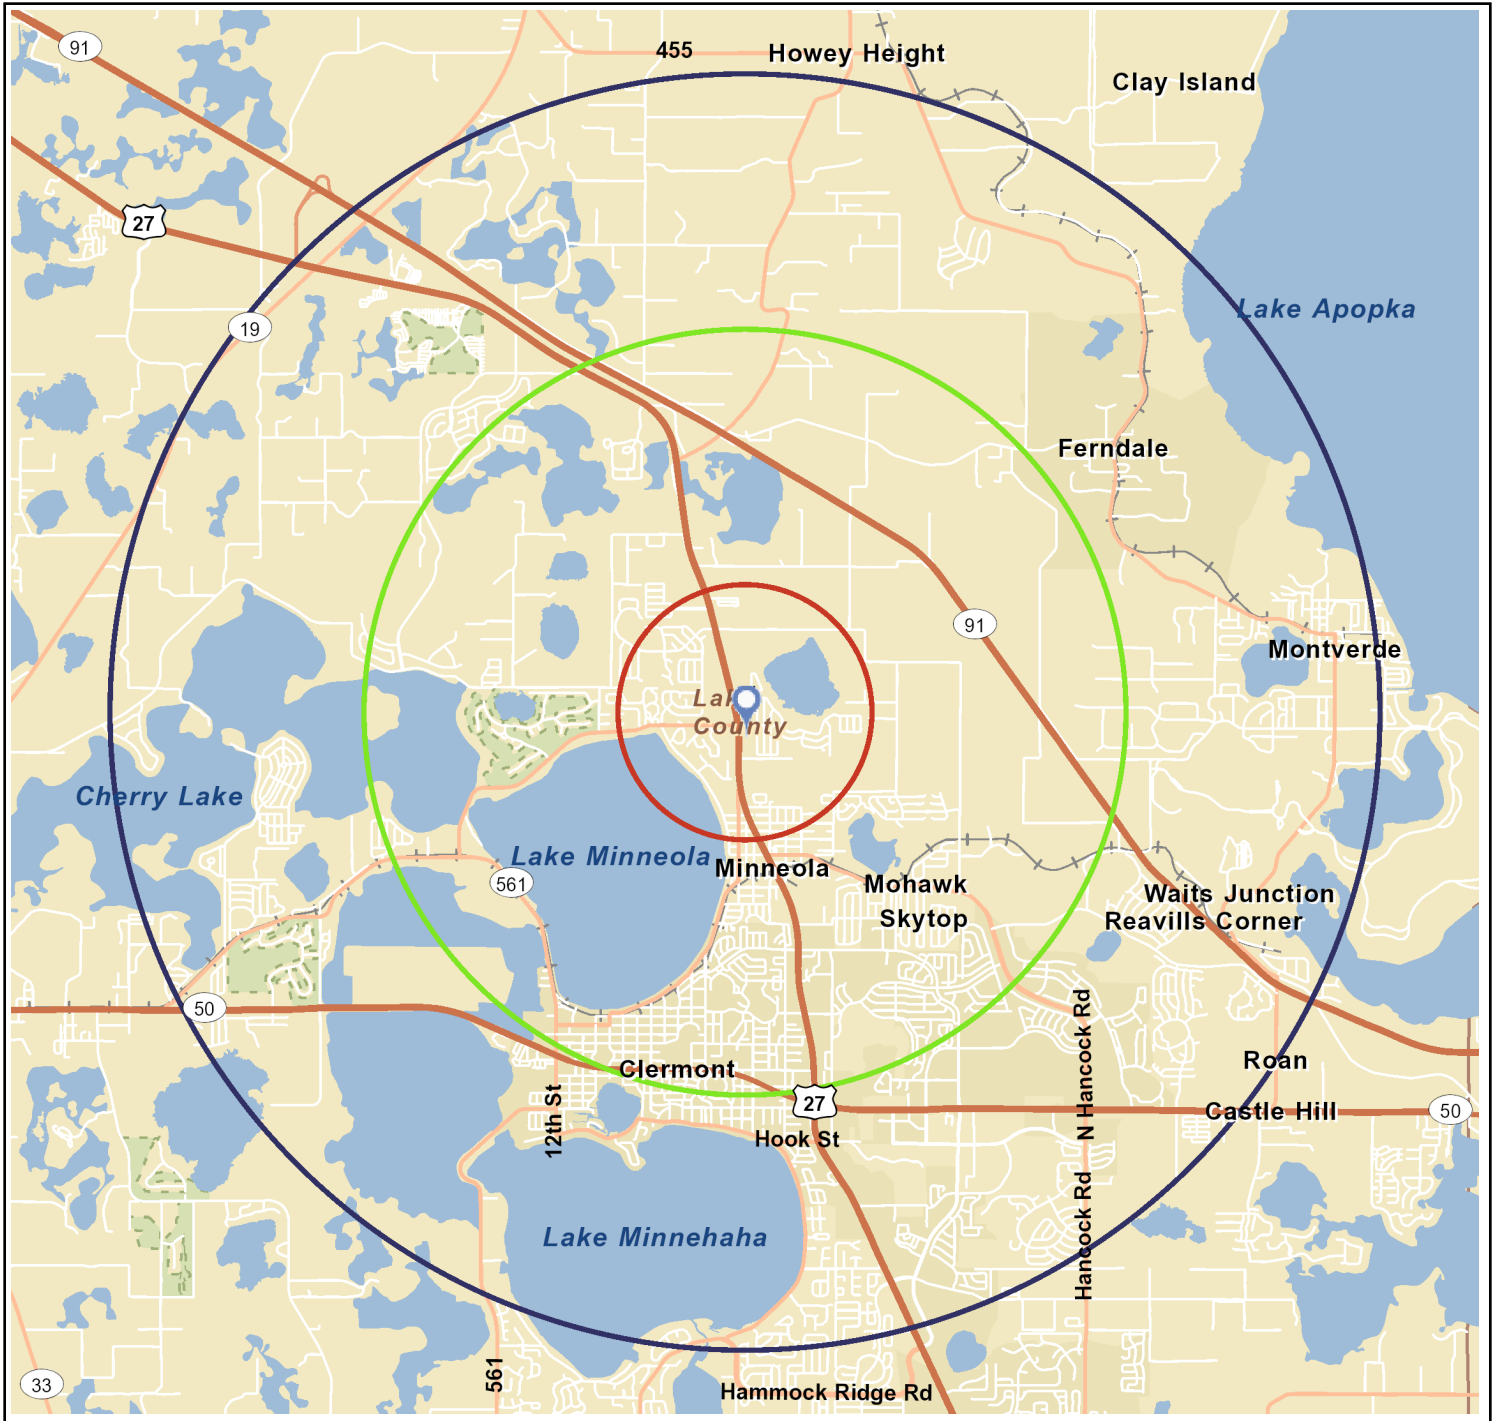 91
455
Howey Height
Clay Island
27
Lake Apopka
19
Ferndale
91
Montverde
Lake
County
Cherry Lake
Lake Minneola
Minneola
561
Mohawk
Skytop
Waits Junction
Reavills Corner
50
N Hancock Rd
Roan
Clermont
27
Castle Hill
50
12th St
Hook St
Hancock Rd
Lake Minnehaha
561
33
Hammock Ridge Rd